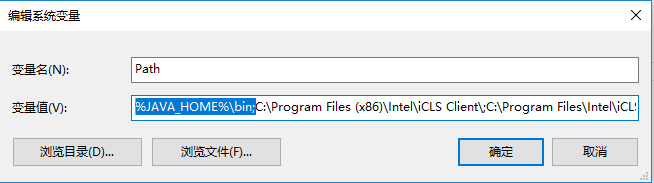 编辑系统变量
变量名(N):
Path
变量值(V):
%JAVA_HOME%\bin;C:\Program Files (x86)\Intel\iCLS Client\;C:\Program Files\Intel\iCLS
浏览目录(D)...
浏览文件(F)...
确定
取消